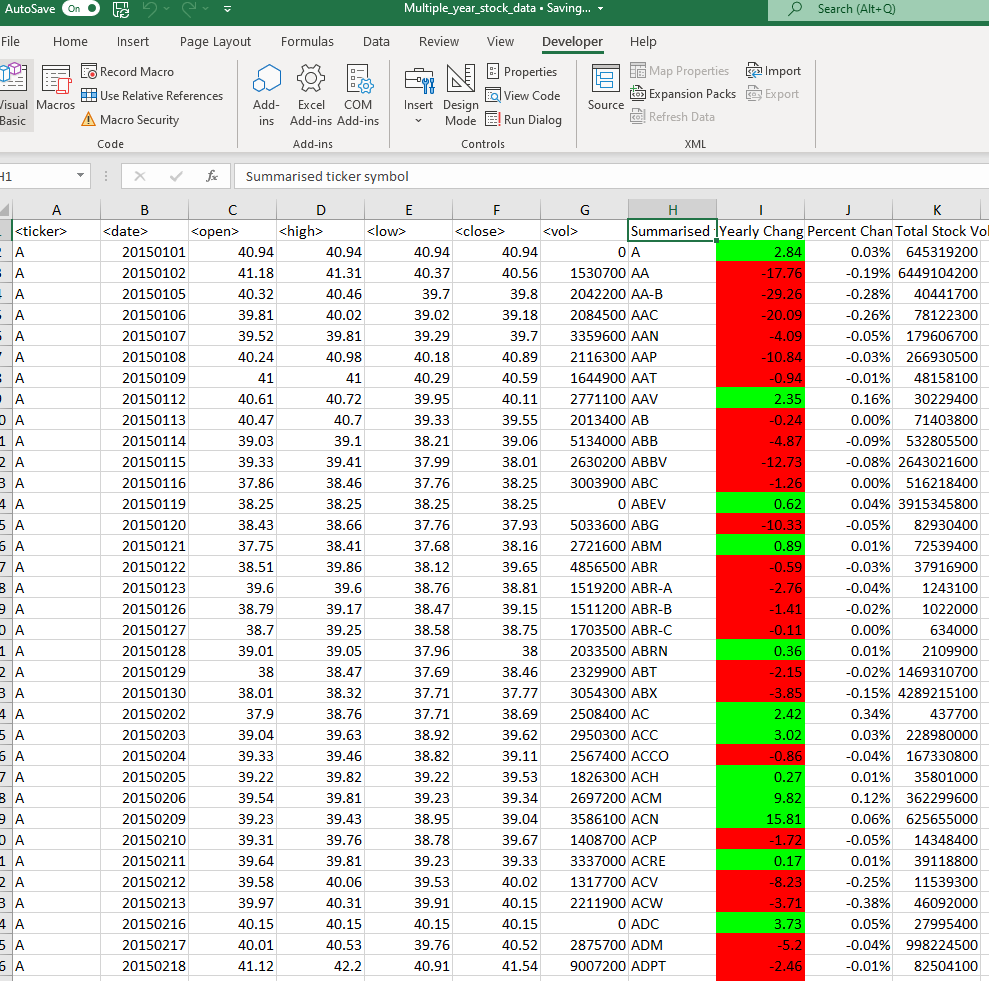 AutoSave On Multiple_year_stock_data • Saving... Search (Alt+Q)
File Home Insert Page Layout Formulas Data Review View Developer Help
Visual Basic Macros Record Macro Use Relative References Macro Security
Add-ins Excel Add-ins COM Add-ins
Insert Design Mode Properties View Code Run Dialog
Source Map Properties Expansion Packs Refresh Data Import Export
Code Add-ins Controls XML
H1 fx Summarised ticker symbol
A B C D E F G H I J K
<ticker> <date> <open> <high> <low> <close> <vol> Summarised Yearly Chang Percent Chan Total Stock Vol
A 20150101 40.94 40.94 40.94 40.94 0 A 2.84 0.03% 645319200
A 20150102 41.18 41.31 40.37 40.56 1530700 AA -17.76 -0.19% 6449104200
A 20150105 40.32 40.46 39.7 39.8 2042200 AA-B -29.26 -0.28% 40441700
A 20150106 39.81 40.02 39.02 39.18 2084500 AAC -20.09 -0.26% 78122300
A 20150107 39.52 39.81 39.29 39.7 3359600 AAN -4.09 -0.05% 179606700
A 20150108 40.24 40.98 40.18 40.89 2116300 AAP -10.84 -0.03% 266930500
A 20150109 41 41 40.29 40.59 1644900 AAT -0.94 -0.01% 48158100
A 20150112 40.61 40.72 39.95 40.11 2771100 AAV 2.35 0.16% 30229400
A 20150113 40.47 40.7 39.33 39.55 2013400 AB -0.24 0.00% 71403800
A 20150114 39.03 39.1 38.21 39.06 5134000 ABB -4.87 -0.09% 532805500
A 20150115 39.33 39.41 37.99 38.01 2630200 ABBV -12.73 -0.08% 2643021600
A 20150116 37.86 38.46 37.76 38.25 3003900 ABC -1.26 0.00% 516218400
A 20150119 38.25 38.25 38.25 38.25 0 ABEV 0.62 0.04% 3915345800
A 20150120 38.43 38.66 37.76 37.93 5033600 ABG -10.33 -0.05% 82930400
A 20150121 37.75 38.41 37.68 38.16 2721600 ABM 0.89 0.01% 72539400
A 20150122 38.51 39.86 38.12 39.65 4856500 ABR -0.59 -0.03% 37916900
A 20150123 39.6 39.6 38.76 38.81 1519200 ABR-A -2.76 -0.04% 1243100
A 20150126 38.79 39.17 38.47 39.15 1511200 ABR-B -1.41 -0.02% 1022000
A 20150127 38.7 39.25 38.58 38.75 1703500 ABR-C -0.11 0.00% 634000
A 20150128 39.01 39.05 37.96 38 2033500 ABRN 0.36 0.01% 2109900
A 20150129 38 38.47 37.69 38.46 2329900 ABT -2.15 -0.02% 1469310700
A 20150130 38.01 38.32 37.71 37.77 3054300 ABX -3.85 -0.15% 4289215100
A 20150202 37.9 38.76 37.71 38.69 2508400 AC 2.42 0.34% 437700
A 20150203 39.04 39.63 38.92 39.62 2950300 ACC 3.02 0.03% 228980000
A 20150204 39.33 39.46 38.82 39.11 2567400 ACCO -0.86 -0.04% 167330800
A 20150205 39.22 39.82 39.22 39.53 1826300 ACH 0.27 0.01% 35801000
A 20150206 39.54 39.81 39.23 39.34 2697200 ACM 9.82 0.12% 362299600
A 20150209 39.23 39.43 38.95 39.04 3586100 ACN 15.81 0.06% 625655000
A 20150210 39.31 39.76 38.78 39.67 1408700 ACP -1.72 -0.05% 14348400
A 20150211 39.64 39.81 39.23 39.33 3337000 ACRE 0.17 0.01% 39118800
A 20150212 39.58 40.06 39.53 40.02 1317700 ACV -8.23 -0.25% 11539300
A 20150213 39.97 40.31 39.91 40.15 2211900 ACW -3.71 -0.38% 46092000
A 20150216 40.15 40.15 40.15 40.15 0 ADC 3.73 0.05% 27995400
A 20150217 40.01 40.53 39.76 40.52 2875700 ADM -5.2 -0.04% 998224500
A 20150218 41.12 42.2 40.91 41.54 9007200 ADPT -2.46 -0.01% 82504100